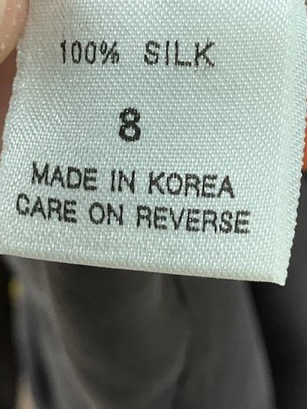 100% SILK
8
MADE IN KOREA
CARE ON REVERSE